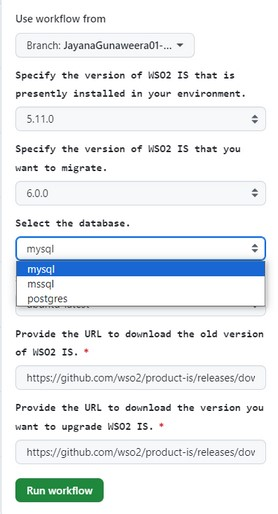 Use workflow from
Branch: JayanaGunaweera01-...
Specify the version of WSO2 IS that is
presently installed in your environment.
5.11.0
Specify the version of WSO2 IS that you
want to migrate.
6.0.0
Select the database.
mysql
mysql
mssql
postgres
ubuntu-latest
Provide the URL to download the old version
of WSO2 IS. *
https://github.com/wso2/product-is/releases/dov
Provide the URL to download the version you
want to upgrade WSO2 IS. *
https://github.com/wso2/product-is/releases/dov
Run workflow